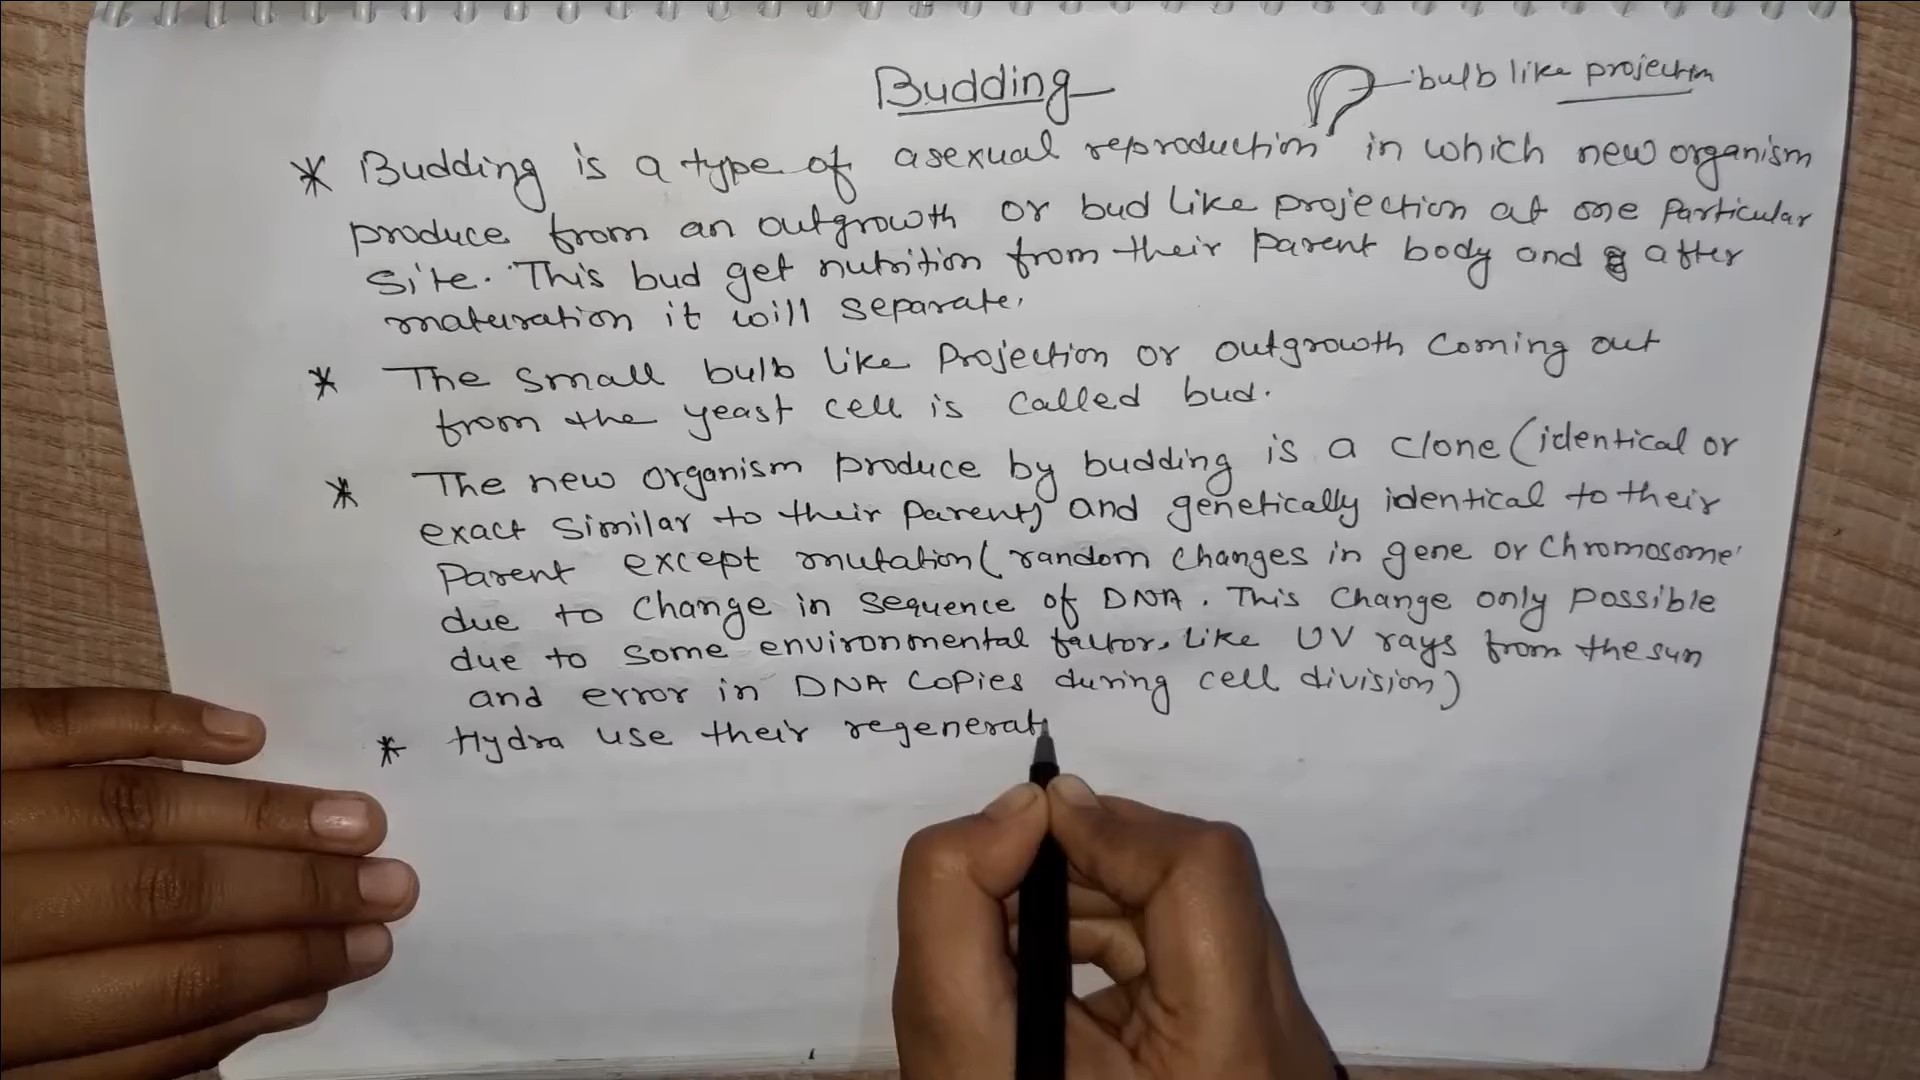 Budding
bulb like projection
* Budding is a type of asexual reproduction in which new organism
produce from an outgrowth or bud like projection at one particular
site. This bud get nutrition from their parent body and after
maturation it will separate.
* The small bulb like Projection or outgrowth coming out
from the yeast cell is called bud.
* The new organism produce by budding is a clone (identical or
exact similar to their parent) and genetically identical to their
parent except mutation (random changes in gene or chromosome
due to change in sequence of DNA. This change only possible
due to some environmental factor, like UV rays from the sun
and error in DNA copies during cell division)
* Hydra use their regenerat